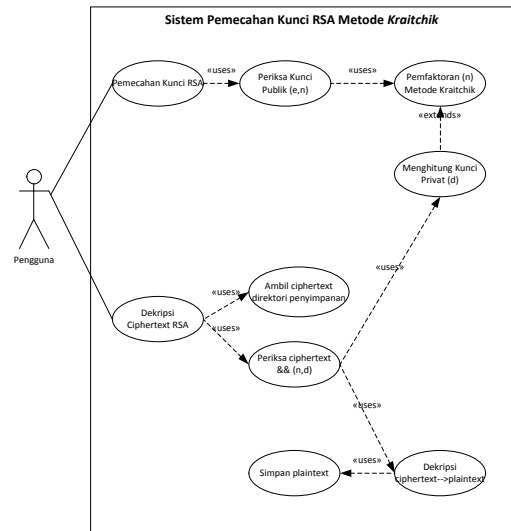 Sistem Pemecahan Kunci RSA Metode Kraitchik
Pemecahan Kunci RSA
«uses»
Periksa Kunci
Publik (e,n)
«uses»
Pemfaktoran (n)
Metode Kraitchik
«extends»
Menghitung Kunci
Privat (d)
Pengguna
«uses»
Dekripsi
Ciphertext RSA
«uses»
Ambil ciphertext
direktori penyimpanan
«uses»
Periksa ciphertext
&& (n,d)
«uses»
Simpan plaintext
«uses»
Dekripsi
ciphertext-->plaintext